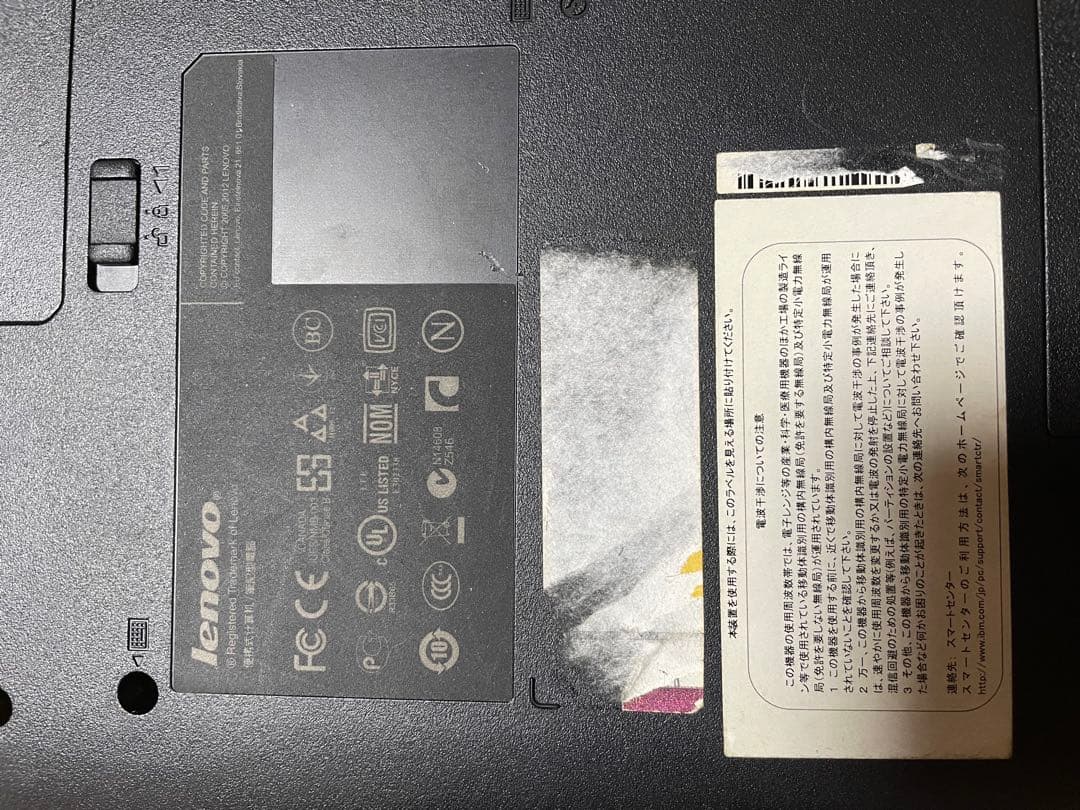 COPYRIGHTED CODE AND PARTS
CONTAINED HEREIN
© COPYRIGHT 2005, 2012 LENOVO
lenovo®
® Registered Trademark of Lenovo
便携式计算机/筆記型電腦
FC CE
BC
UL US LISTED
NOM
NYCE
N
N14608
Z516
10
本装置を使用する際には、このラベルを見える場所に貼り付けてください。
電波干渉についての注意
この機器の使用周波数帯では、電子レンジ等の産業・科学・医療用機器のほか工場の製造ライ
ン等で使用されている移動体識別用の構内無線局(免許を要する無線局)及び特定小電力無線
局(免許を要しない無線局)が運用されています。
1 この機器を使用する前に、近くで移動体識別用の構内無線局及び特定小電力無線局が運用
されていないことを確認して下さい。
2 万一、この機器から移動体識別用の構内無線局に対して電波干渉の事例が発生した場合に
は、速やかに使用周波数を変更するか又は電波の発射を停止した上、下記連絡先にご連絡頂き、
混信回避のための処置等(例えば、パーティションの設置など)についてご相談して下さい。
3 その他、この機器から移動体識別用の特定小電力無線局に対して電波干渉の事例が発生し
た場合など何かお困りのことが起きたときは、次の連絡先へお問い合わせ下さい。
連絡先: スマートセンター
スマートセンターのご利用方法は、次のホームページでご確認頂けます。
http://www.ibm.com/jp/pc/support/contact/smartctr/